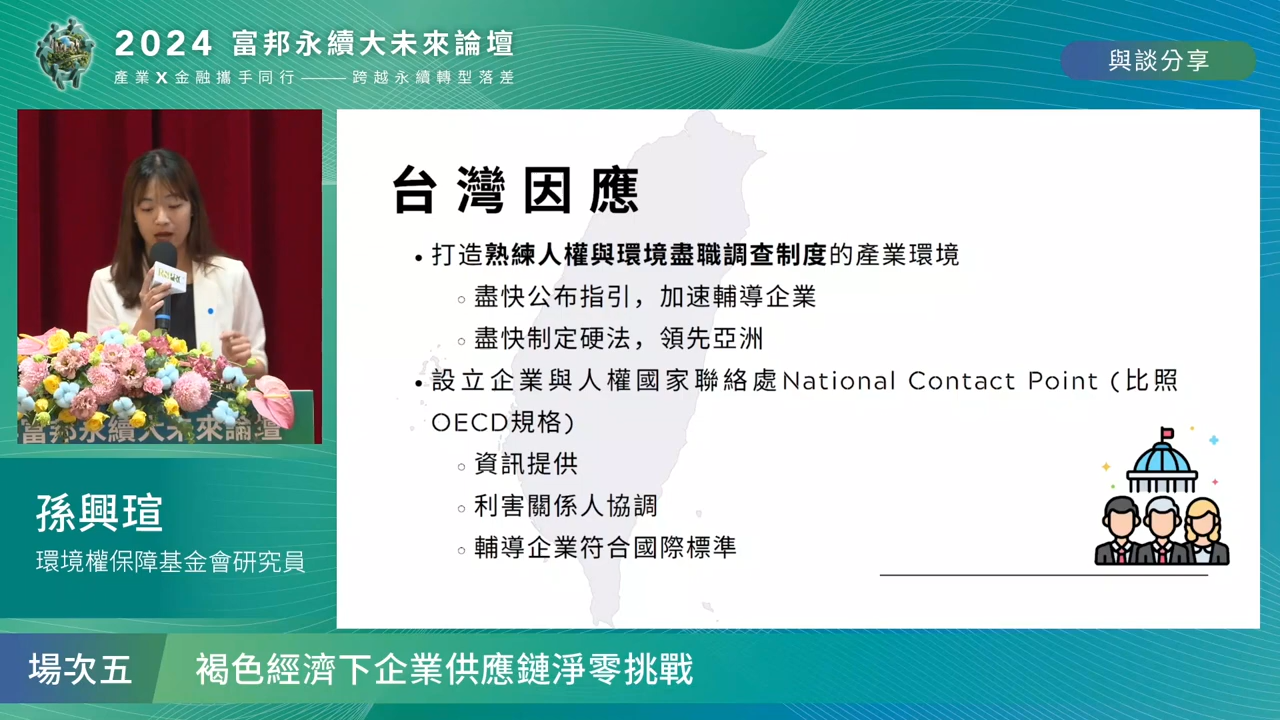 2024 富邦永續大未來論壇
產業X金融攜手同行——跨越永續轉型落差
與談分享
台灣因應
• 打造熟練人權與環境盡職調查制度的產業環境
◦ 盡快公布指引，加速輔導企業
◦ 盡快制定硬法，領先亞洲
• 設立企業與人權國家聯絡處National Contact Point (比照
OECD規格)
◦ 資訊提供
◦ 利害關係人協調
◦ 輔導企業符合國際標準
富邦永續大未來論壇
孫興瑄
環境權保障基金會研究員
場次五
褐色經濟下企業供應鏈淨零挑戰